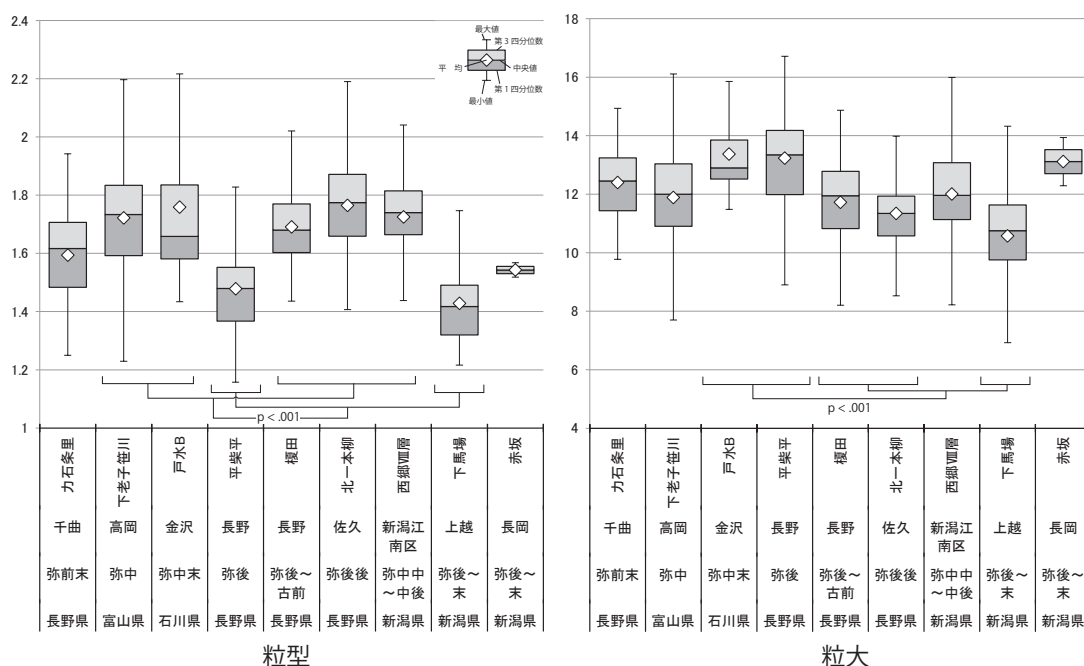 2.4
2.2
2
1.8
1.6
1.4
1.2
1
最大値
第3四分位数
平 均
中央値
第1四分位数
最小値
p < .001
力石条里 下老子笹川 戸水B 平柴平 榎田 北一本柳 西郷Ⅷ層 下馬場 赤坂
千曲 高岡 金沢 長野 長野 佐久 新潟江南区 上越 長岡
弥前末 弥中 弥中末 弥後 弥後～古前 弥後後 弥中中～中後 弥後～末 弥後～末
長野県 富山県 石川県 長野県 長野県 長野県 新潟県 新潟県 新潟県
粒型
18
16
14
12
10
8
6
4
p < .001
力石条里 下老子笹川 戸水B 平柴平 榎田 北一本柳 西郷Ⅷ層 下馬場 赤坂
千曲 高岡 金沢 長野 長野 佐久 新潟江南区 上越 長岡
弥前末 弥中 弥中末 弥後 弥後～古前 弥後後 弥中中～中後 弥後～末 弥後～末
長野県 富山県 石川県 長野県 長野県 長野県 新潟県 新潟県 新潟県
粒大